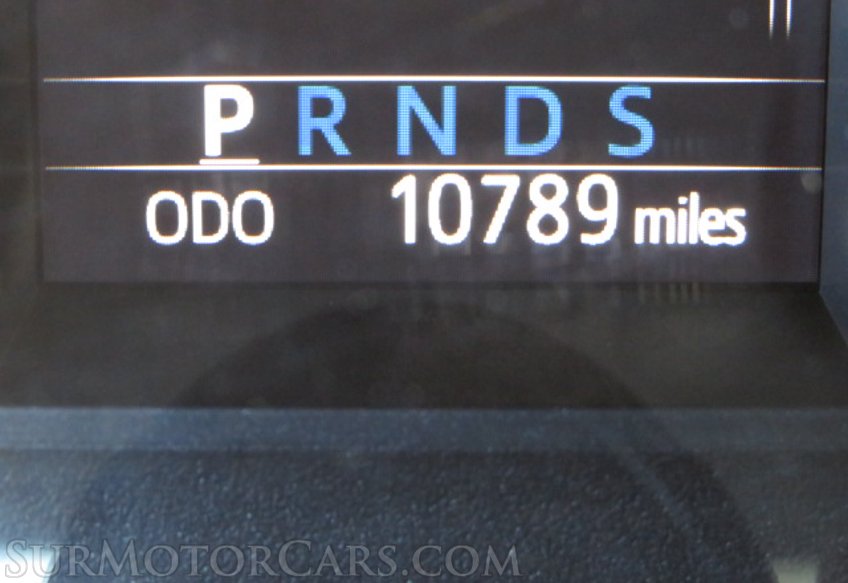 P R N D S
ODO 10789 miles
SURMOTORCARS.COM